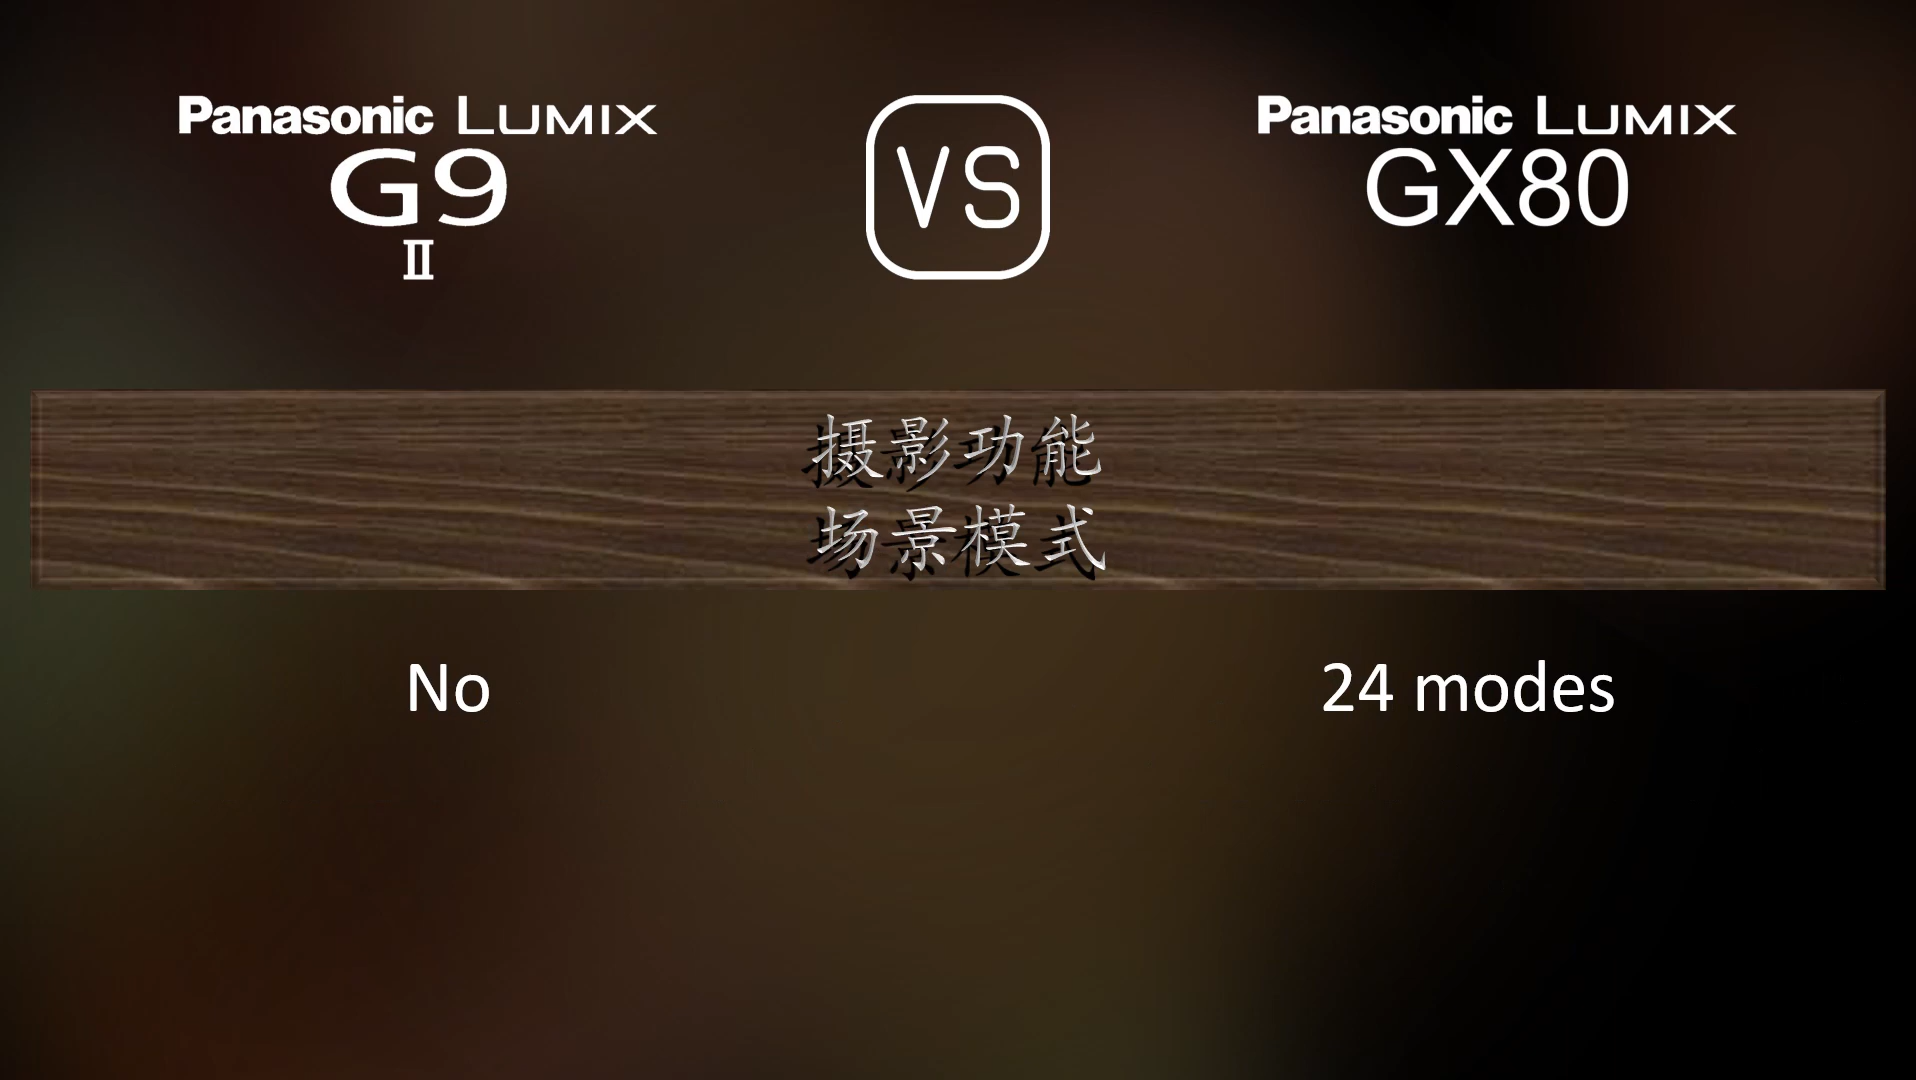 Panasonic LUMIX
G9
II
VS
Panasonic LUMIX
GX80
摄影功能
场景模式
No
24 modes